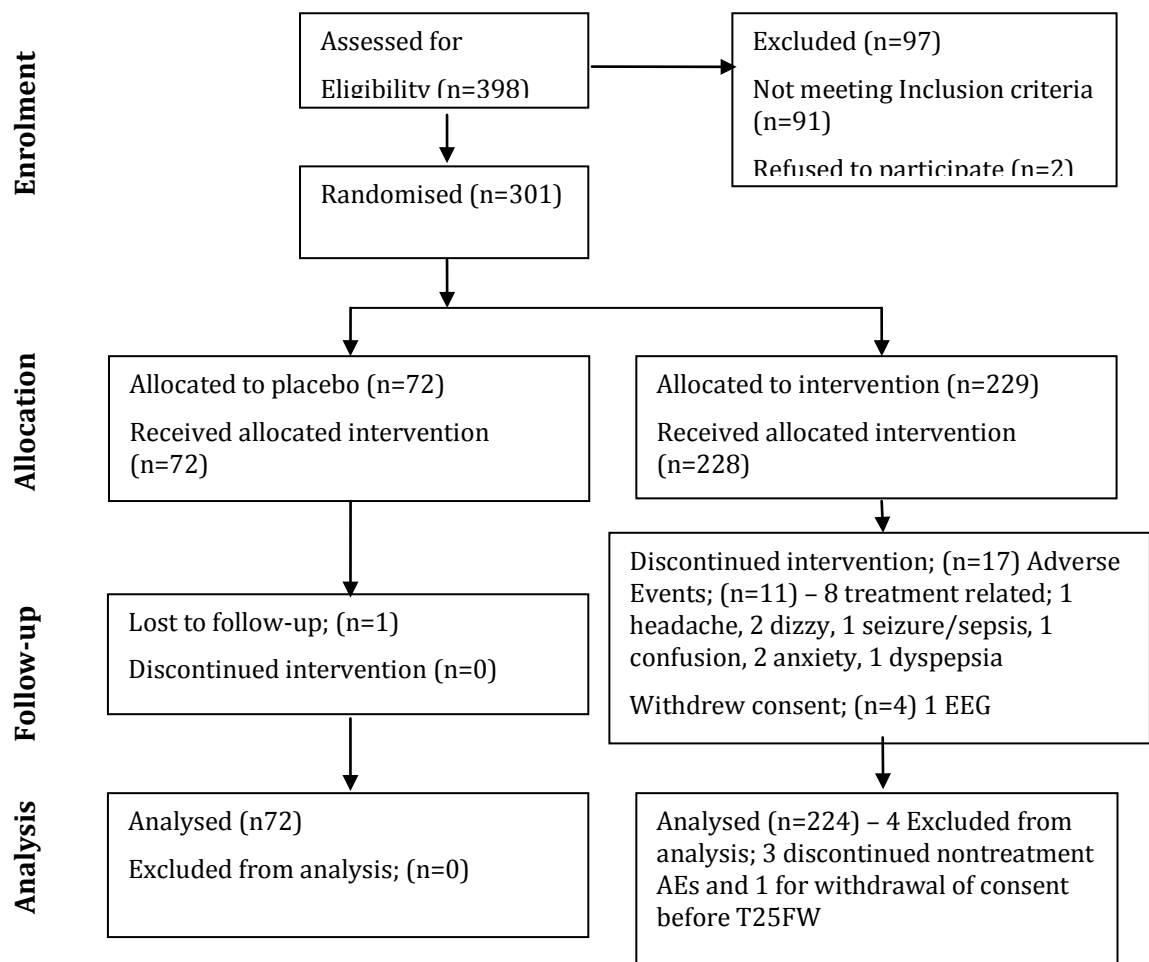 Enrolment
Assessed for
Eligibility (n=398)
Excluded (n=97)
Not meeting Inclusion criteria
(n=91)
Refused to participate (n=2)
Randomised (n=301)
Allocation
Allocated to placebo (n=72)
Received allocated intervention
(n=72)
Allocated to intervention (n=229)
Received allocated intervention
(n=228)
Follow-up
Lost to follow-up; (n=1)
Discontinued intervention (n=0)
Discontinued intervention; (n=17) Adverse
Events; (n=11) – 8 treatment related; 1
headache, 2 dizzy, 1 seizure/sepsis, 1
confusion, 2 anxiety, 1 dyspepsia
Withdrew consent; (n=4) 1 EEG
Analysis
Analysed (n72)
Excluded from analysis; (n=0)
Analysed (n=224) – 4 Excluded from
analysis; 3 discontinued nontreatment
AEs and 1 for withdrawal of consent
before T25FW